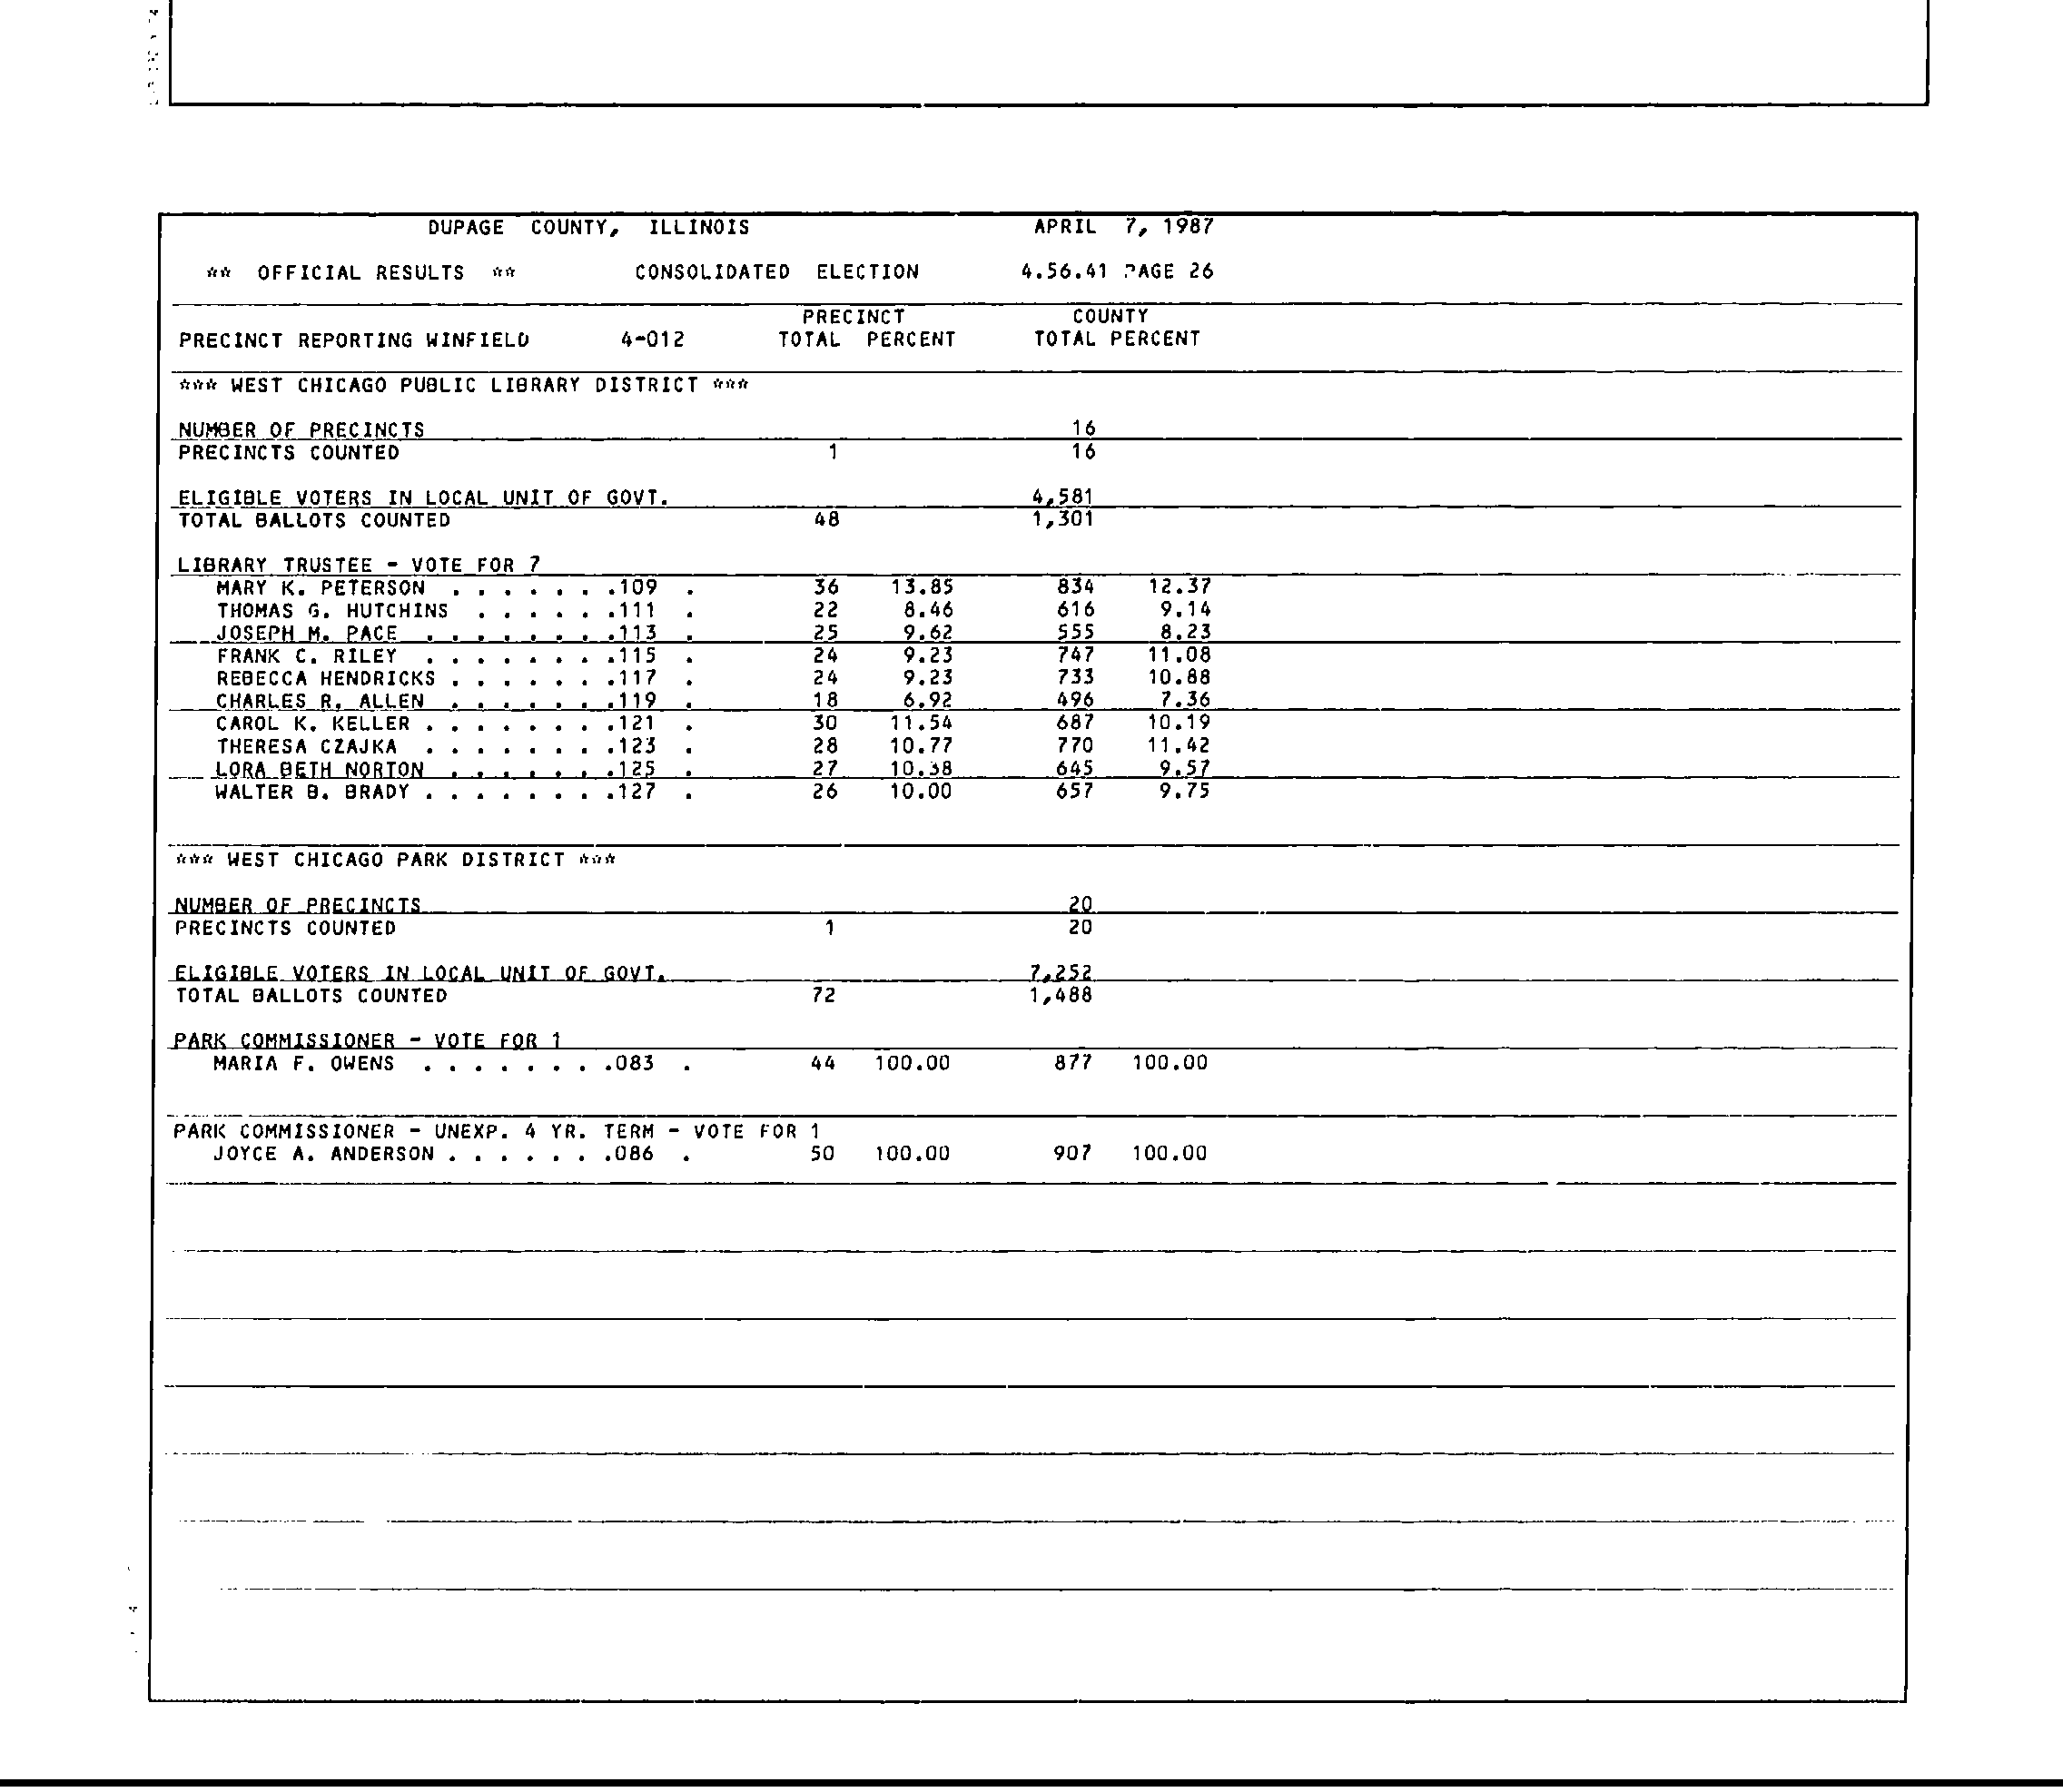 DUPAGE COUNTY, ILLINOIS APRIL 7, 1987
** OFFICIAL RESULTS ** CONSOLIDATED ELECTION 4.56.41 PAGE 26
PRECINCT COUNTY
PRECINCT REPORTING WINFIELD 4-012 TOTAL PERCENT TOTAL PERCENT
*** WEST CHICAGO PUBLIC LIBRARY DISTRICT ***
NUMBER OF PRECINCTS 16
PRECINCTS COUNTED 1 16
ELIGIBLE VOTERS IN LOCAL UNIT OF GOVT. 4,581
TOTAL BALLOTS COUNTED 48 1,301
LIBRARY TRUSTEE - VOTE FOR 7
MARY K. PETERSON . . . . . . .109 . 36 13.85 834 12.37
THOMAS G. HUTCHINS . . . . . .111 . 22 8.46 616 9.14
JOSEPH M. PACE . . . . . . . .113 . 25 9.62 555 8.23
FRANK C. RILEY . . . . . . . .115 . 24 9.23 747 11.08
REBECCA HENDRICKS . . . . . . .117 . 24 9.23 733 10.88
CHARLES R. ALLEN . . . . . . .119 . 18 6.92 496 7.36
CAROL K. KELLER . . . . . . . .121 . 30 11.54 687 10.19
THERESA CZAJKA . . . . . . . .123 . 28 10.77 770 11.42
LORA BETH NORTON . . . . . . .125 . 27 10.38 645 9.57
WALTER B. BRADY . . . . . . . .127 . 26 10.00 657 9.75
*** WEST CHICAGO PARK DISTRICT ***
NUMBER OF PRECINCTS 20
PRECINCTS COUNTED 1 20
ELIGIBLE VOTERS IN LOCAL UNIT OF GOVT. 7,252
TOTAL BALLOTS COUNTED 72 1,488
PARK COMMISSIONER - VOTE FOR 1
MARIA F. OWENS . . . . . . . .083 . 44 100.00 877 100.00
PARK COMMISSIONER - UNEXP. 4 YR. TERM - VOTE FOR 1
JOYCE A. ANDERSON . . . . . . .086 . 50 100.00 907 100.00